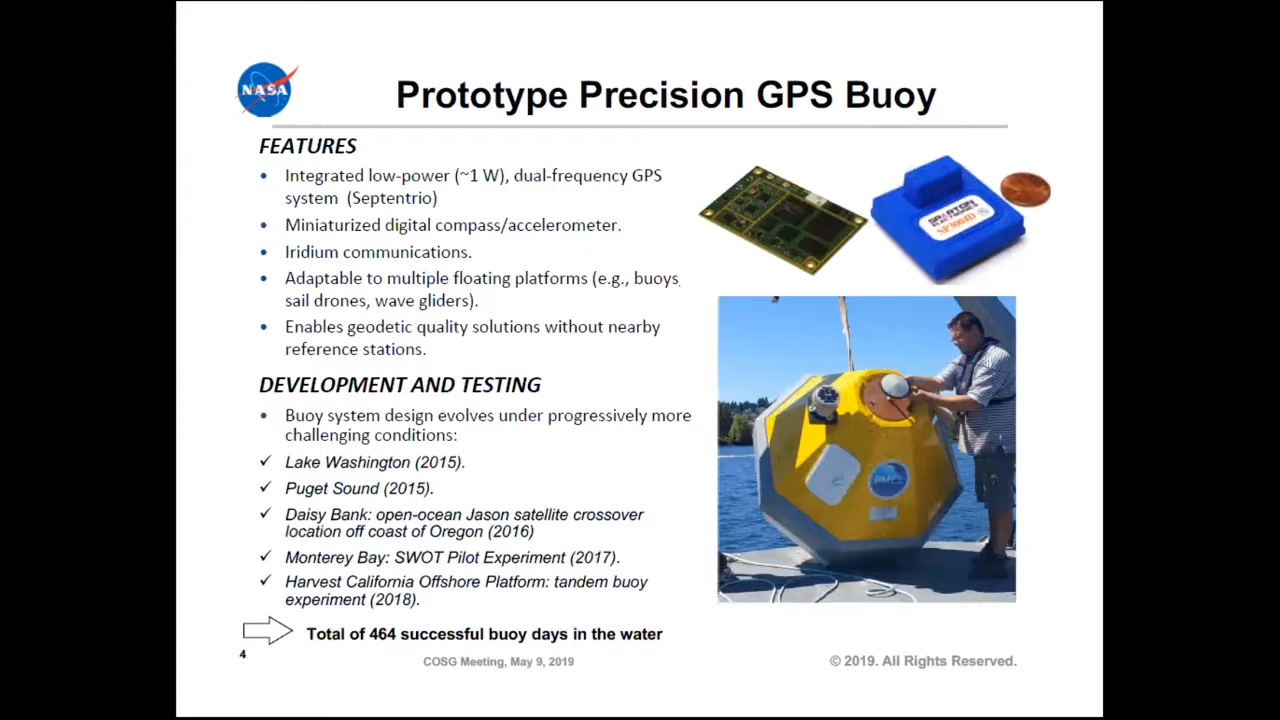 NASA
Prototype Precision GPS Buoy
FEATURES
• Integrated low-power (~1 W), dual-frequency GPS
system (Septentrio)
• Miniaturized digital compass/accelerometer.
• Iridium communications.
• Adaptable to multiple floating platforms (e.g., buoys,
sail drones, wave gliders).
• Enables geodetic quality solutions without nearby
reference stations.
SPARTON
ELECTRONICS
SP3004D
DEVELOPMENT AND TESTING
• Buoy system design evolves under progressively more
challenging conditions:
✓ Lake Washington (2015).
✓ Puget Sound (2015).
✓ Daisy Bank: open-ocean Jason satellite crossover
location off coast of Oregon (2016)
✓ Monterey Bay: SWOT Pilot Experiment (2017).
✓ Harvest California Offshore Platform: tandem buoy
experiment (2018).
PMEL
Total of 464 successful buoy days in the water
4
COSG Meeting, May 9, 2019
© 2019. All Rights Reserved.